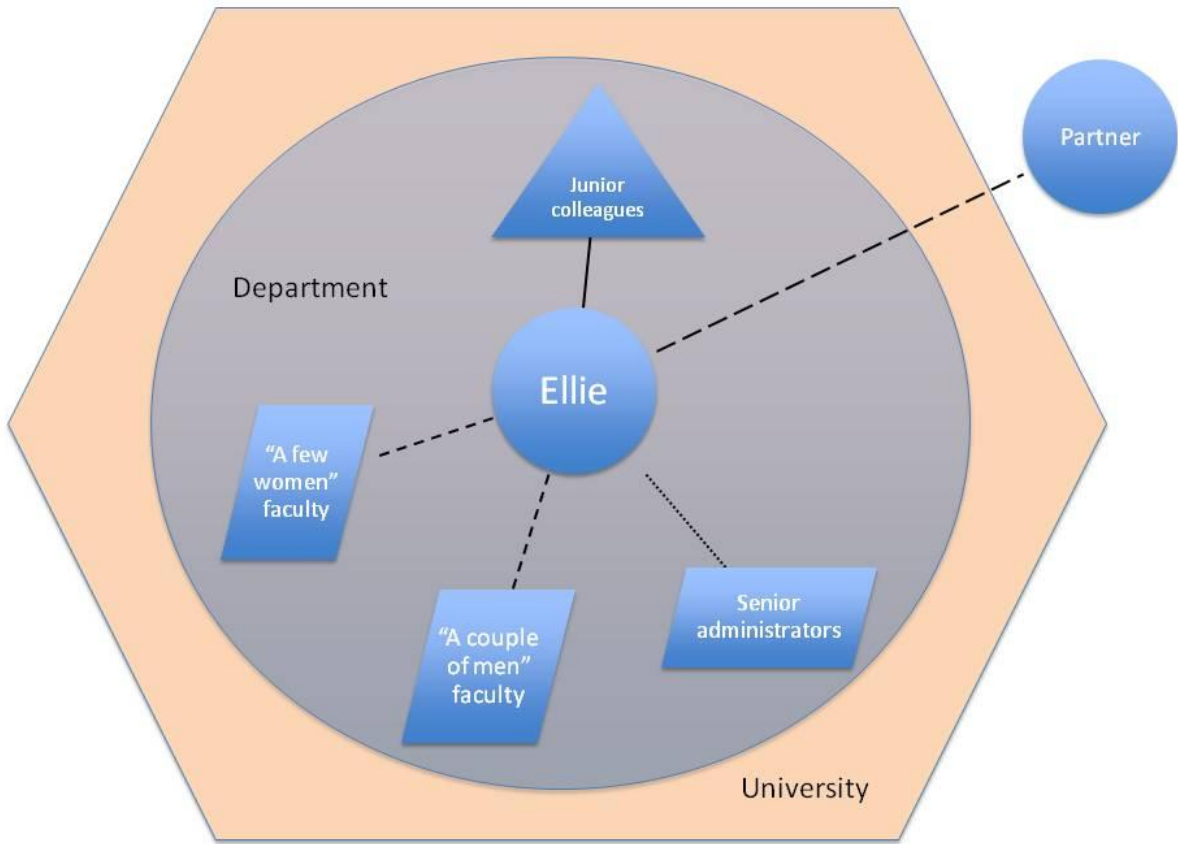 Partner
Junior
colleagues
Department
Ellie
“A few
women”
faculty
“A couple
of men”
faculty
Senior
administrators
University